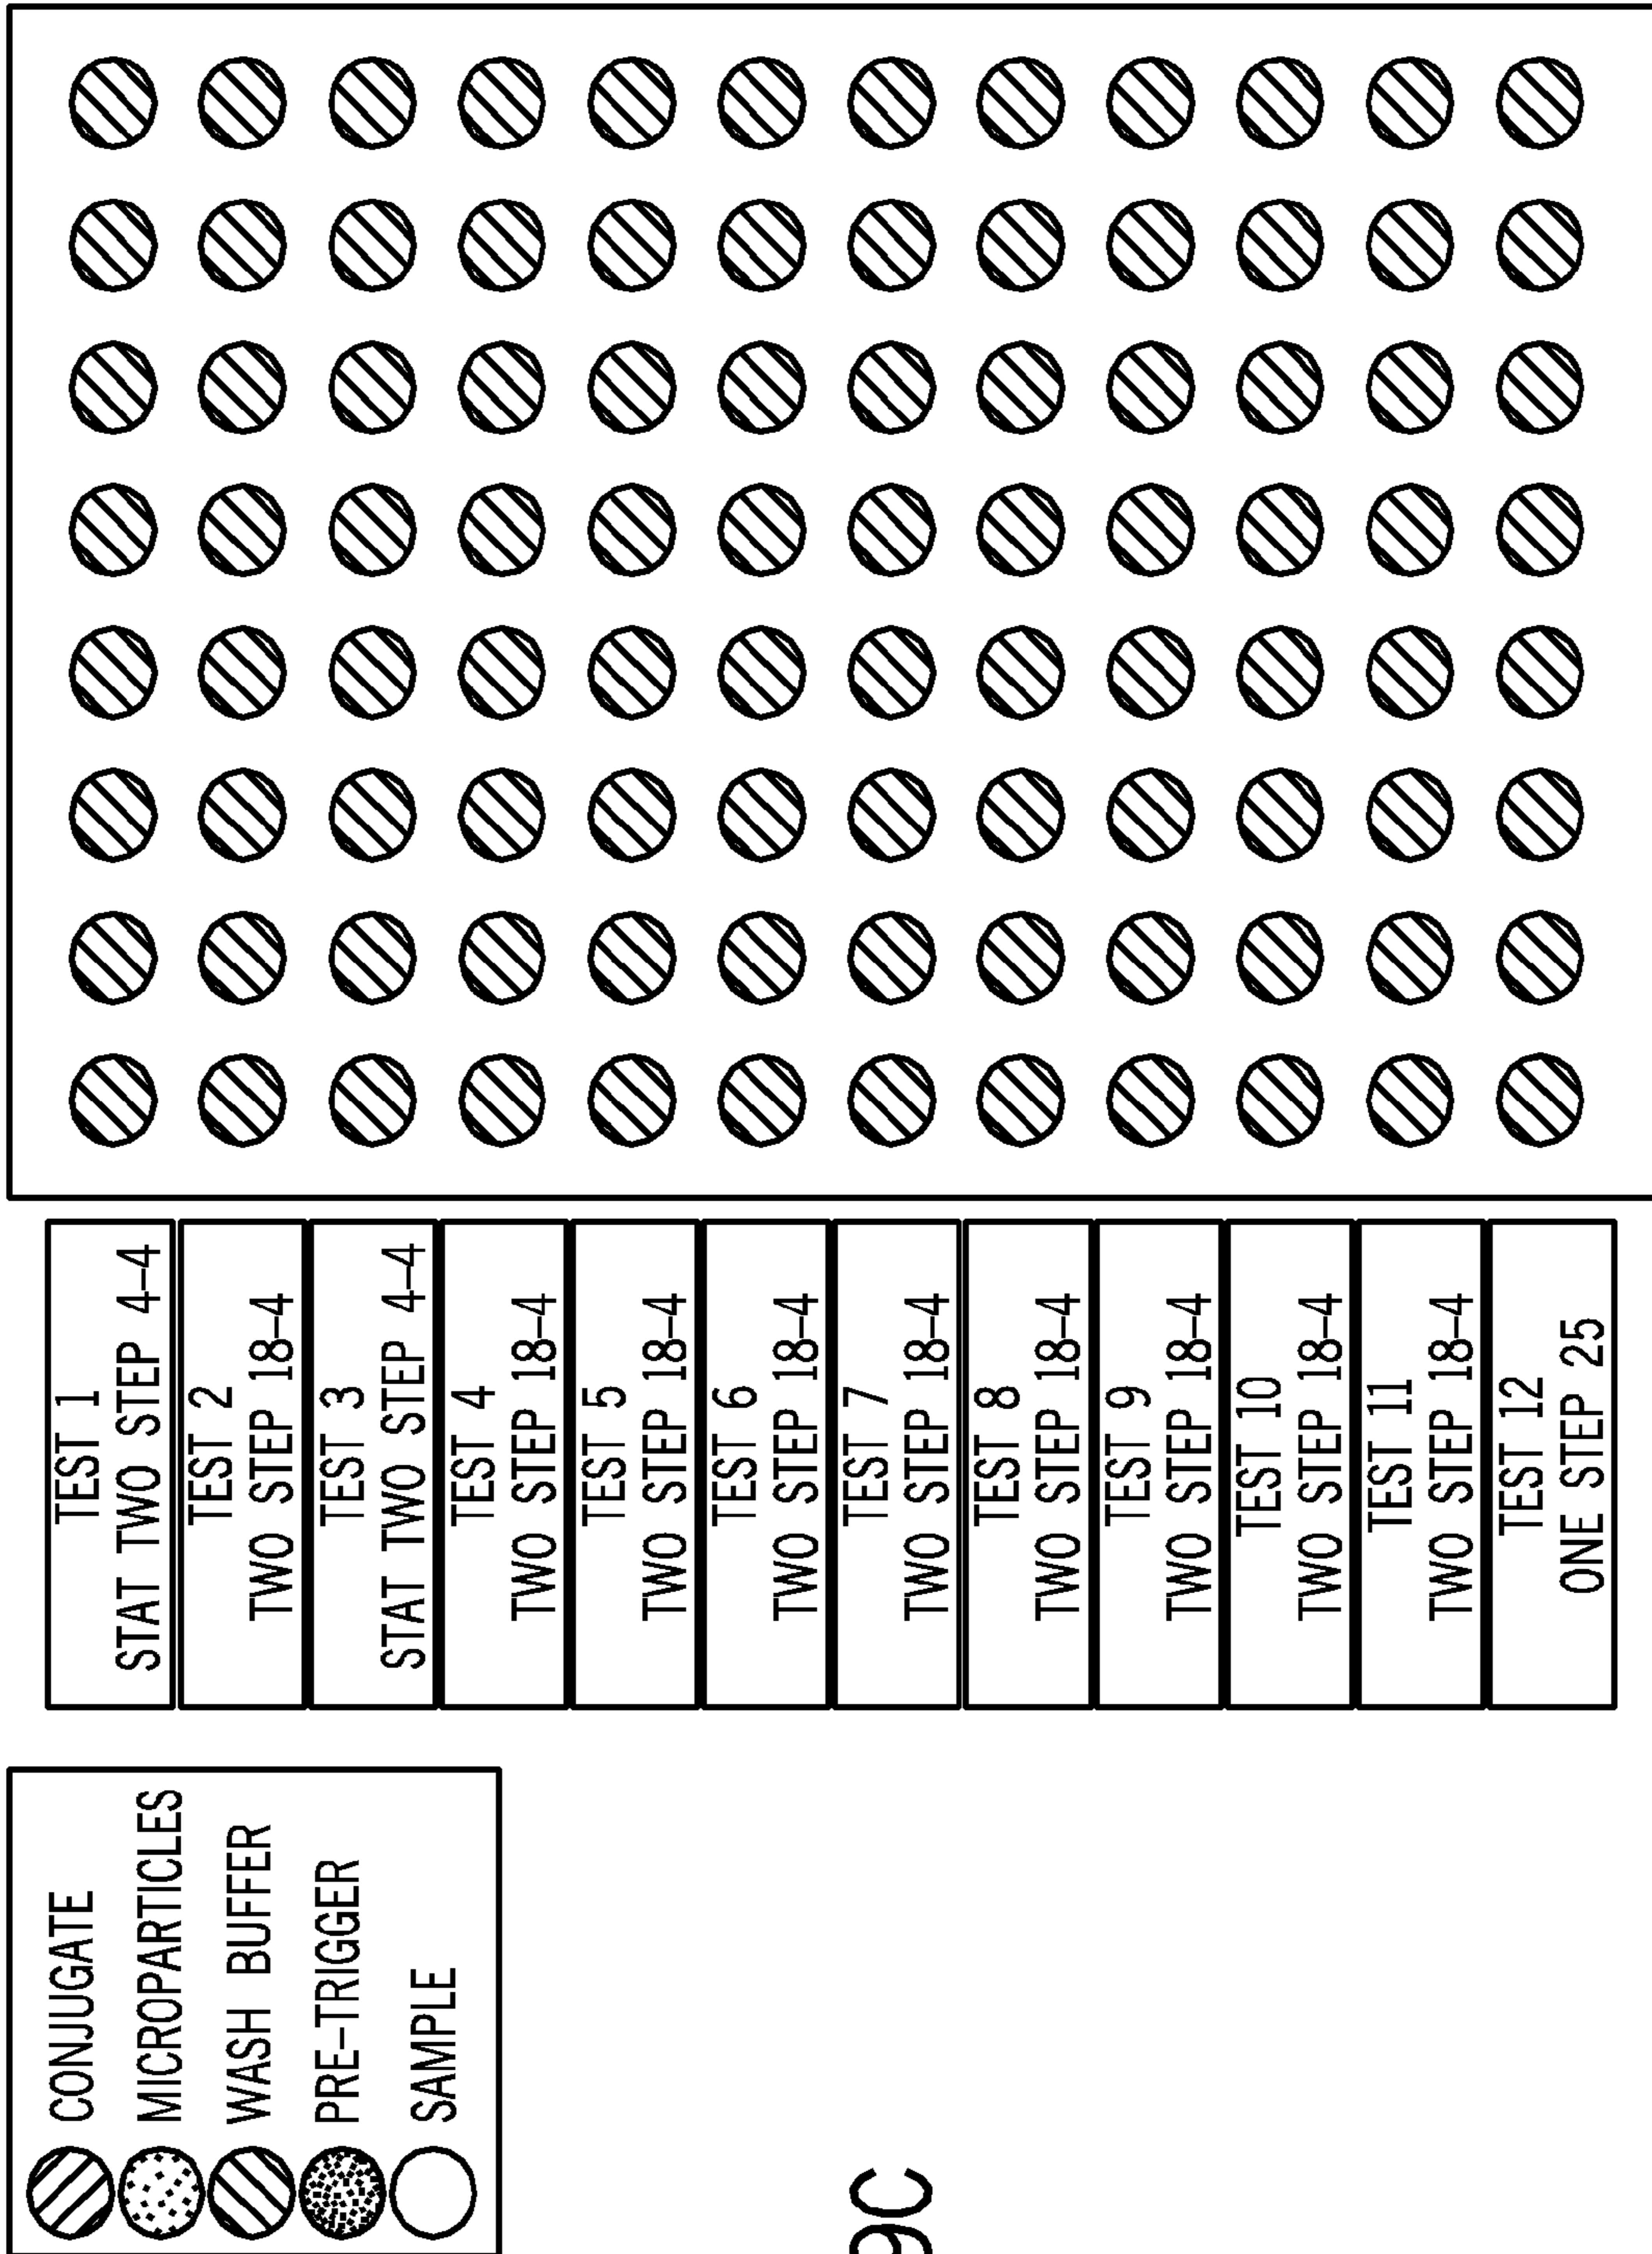 CONJUGATE
MICROPARTICLES
WASH BUFFER
PRE-TRIGGER
SAMPLE
TEST 1
STAT TWO STEP 4-4
TEST 2
TWO STEP 18-4
TEST 3
STAT TWO STEP 4-4
TEST 4
TWO STEP 18-4
TEST 5
TWO STEP 18-4
TEST 6
TWO STEP 18-4
TEST 7
TWO STEP 18-4
TEST 8
TWO STEP 18-4
TEST 9
TWO STEP 18-4
TEST 10
TWO STEP 18-4
TEST 11
TWO STEP 18-4
TEST 12
ONE STEP 25
9C